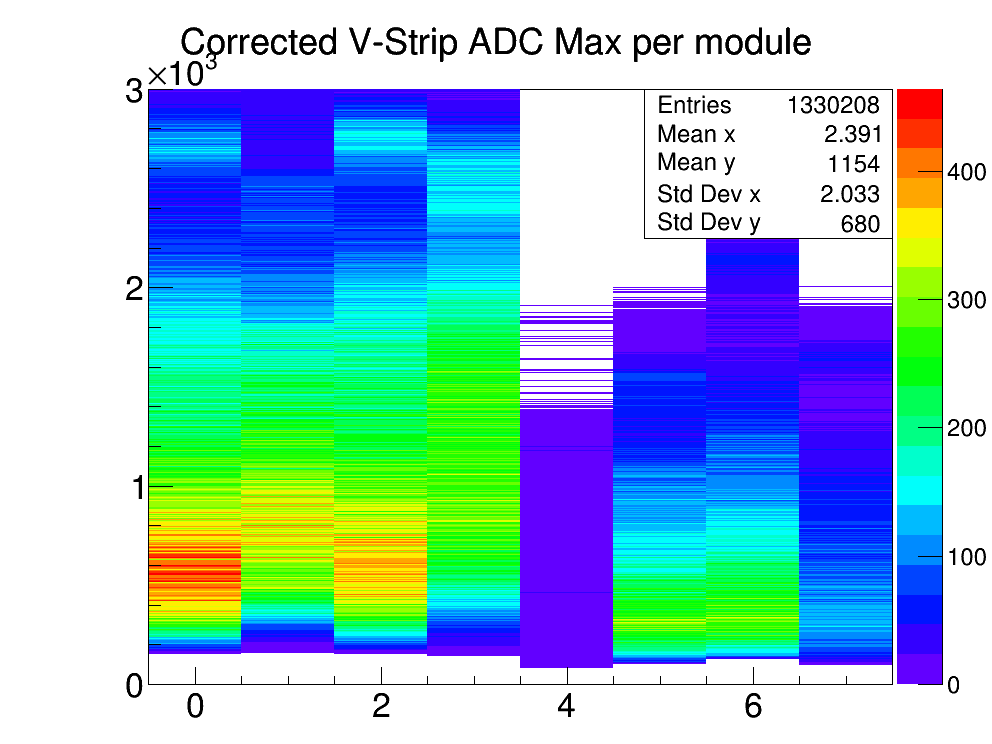 Corrected V-Strip ADC Max per module
×10³
3
2
1
0
0 2 4 6
Entries 1330208
Mean x 2.391
Mean y 1154
Std Dev x 2.033
Std Dev y 680
400
300
200
100
0